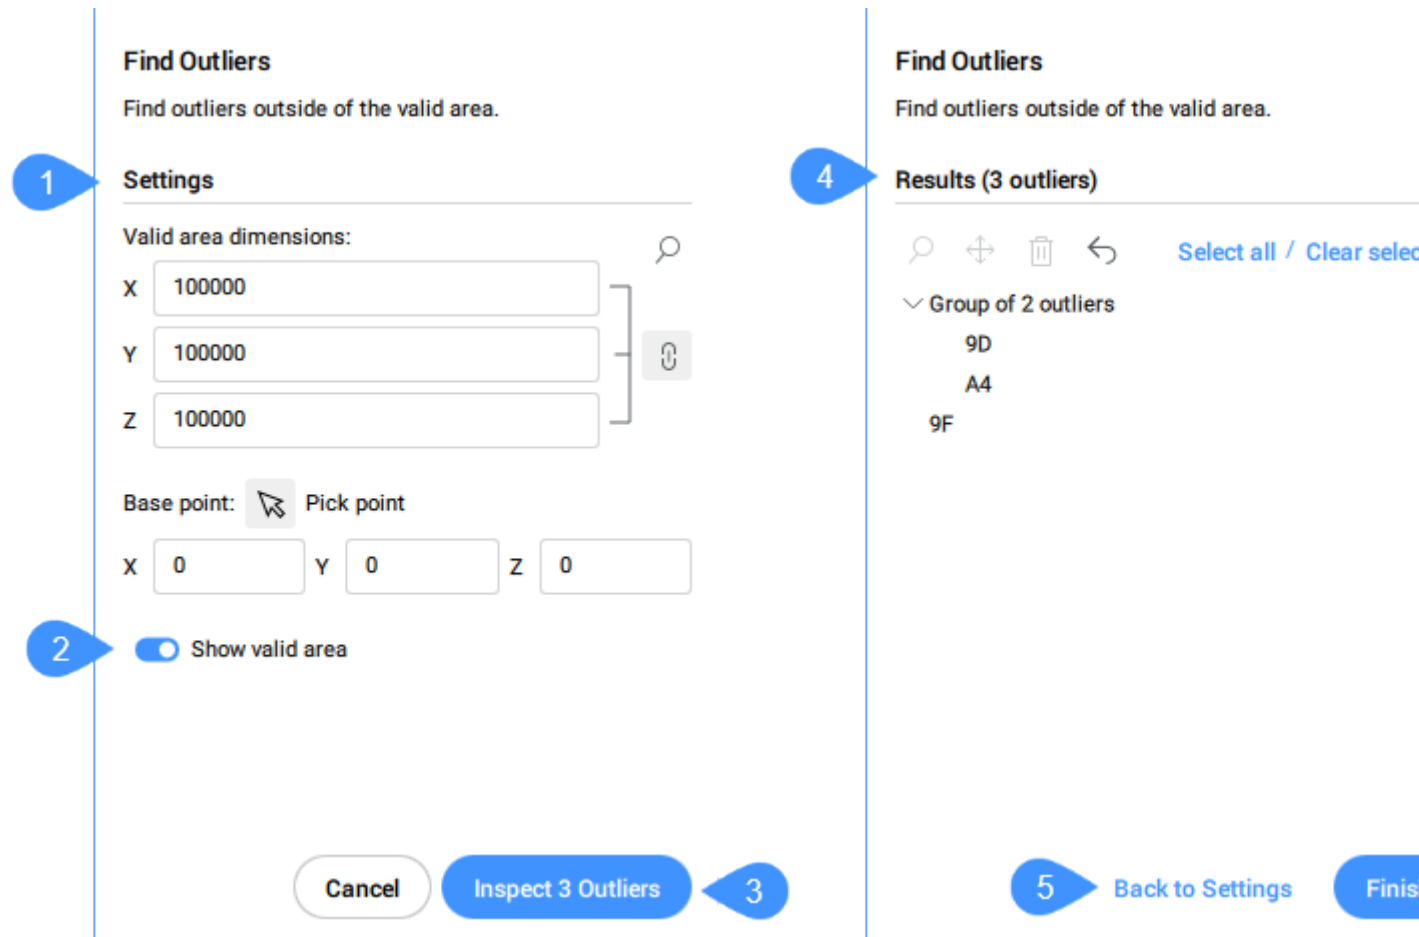 Find Outliers
Find outliers outside of the valid area.
1
Settings
Valid area dimensions:
X 100000
Y 100000
Z 100000
Base point: Pick point
X 0 Y 0 Z 0
2
Show valid area
Cancel
Inspect 3 Outliers
3
Find Outliers
Find outliers outside of the valid area.
4
Results (3 outliers)
Select all / Clear selec
Group of 2 outliers
9D
A4
9F
5
Back to Settings
Finis